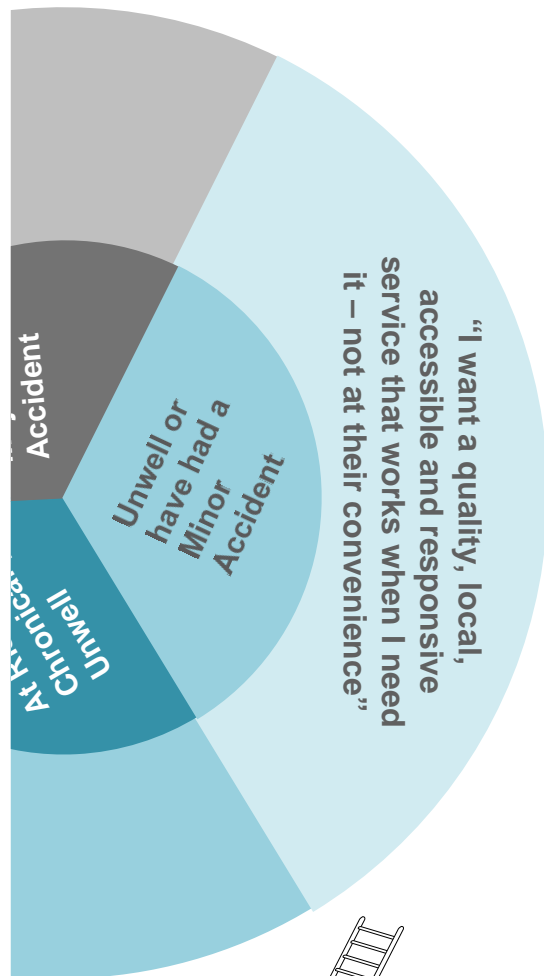 “I want a quality, local,
accessible and responsive
service that works when I need
it – not at their convenience”
Unwell or
have had a
Minor
Accident
Accident
At
Unwell